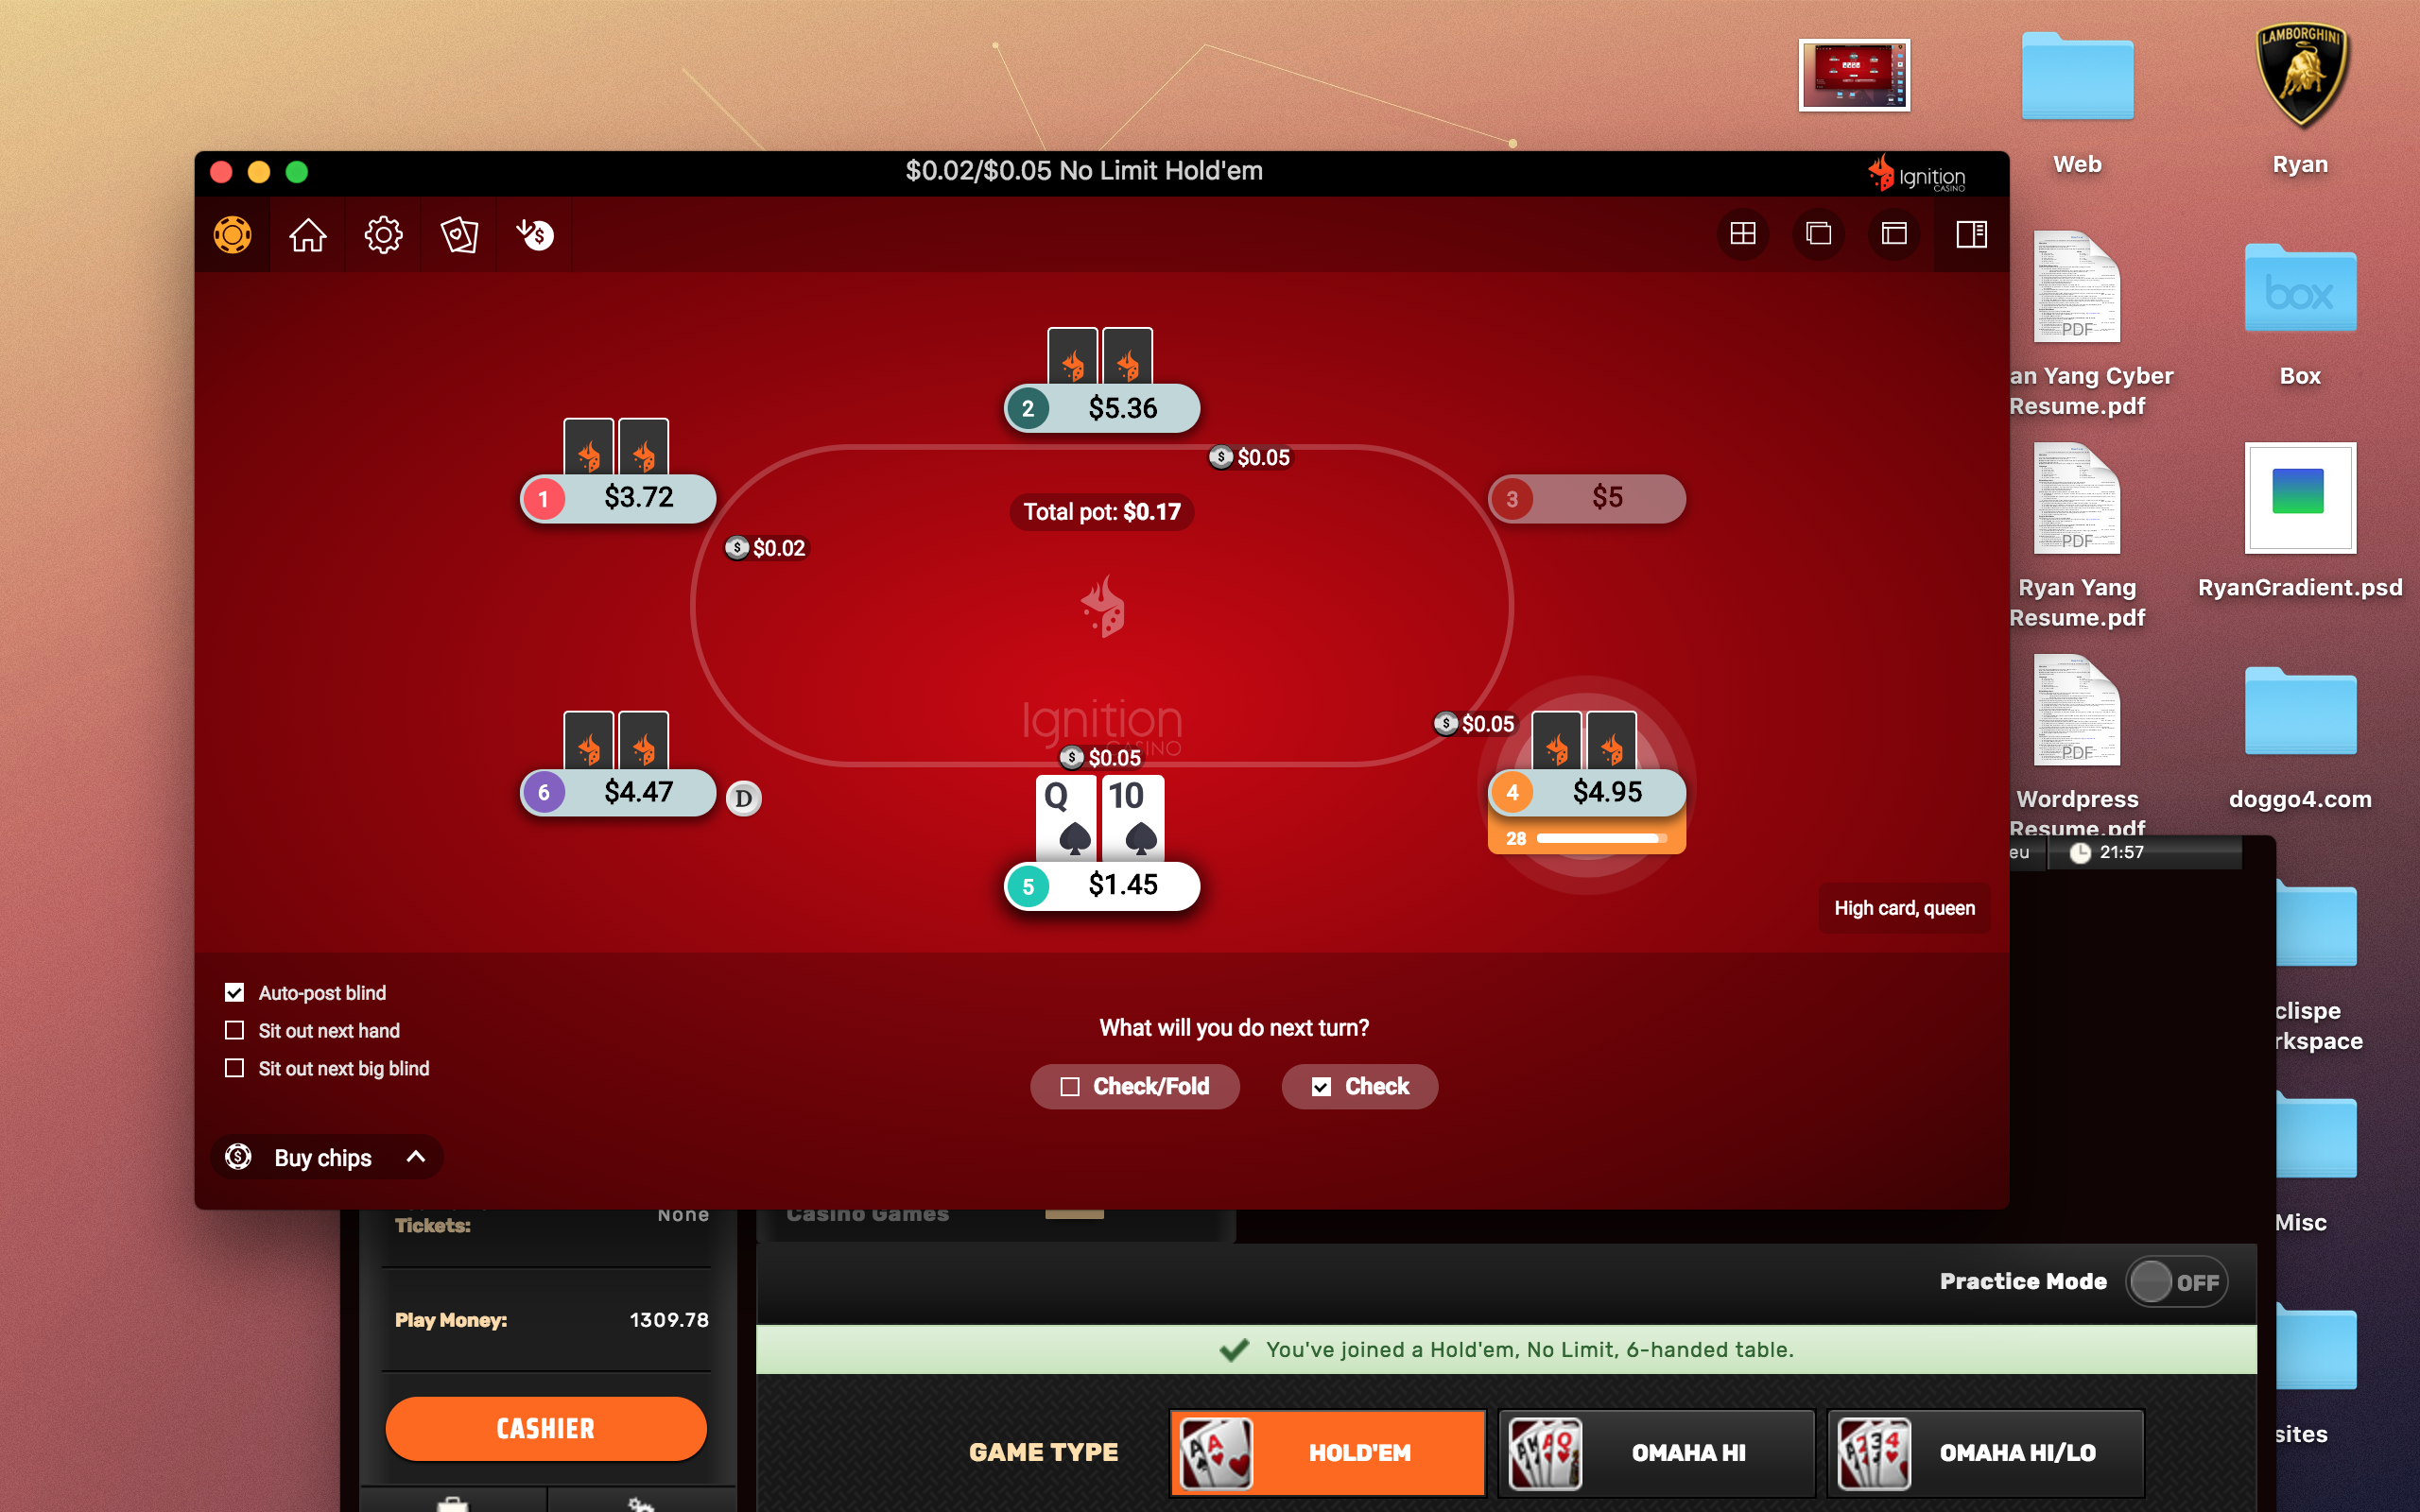 LAMBORGHINI
Web
Ryan
$0.02/$0.05 No Limit Hold'em
Ignition
CASINO
2 $5.36
$0.05
1 $3.72
Total pot: $0.17
3 $5
$0.02
PDF
an Yang Cyber
Resume.pdf
box
Box
PDF
Ryan Yang
Resume.pdf
RyanGradient.psd
Ignition
CASINO
$0.05
$0.05
6 $4.47
D
Q 10
4 $4.95
28
5 $1.45
High card, queen
PDF
Wordpress
Resume.pdf
doggo4.com
eu
21:57
Auto-post blind
Sit out next hand
Sit out next big blind
What will you do next turn?
Check/Fold
Check
Buy chips
clispe
rkspace
Misc
sites
Tickets:
None
Casino Games
Play Money:
1309.78
CASHIER
Practice Mode
OFF
You've joined a Hold'em, No Limit, 6-handed table.
GAME TYPE
HOLD'EM
OMAHA HI
OMAHA HI/LO